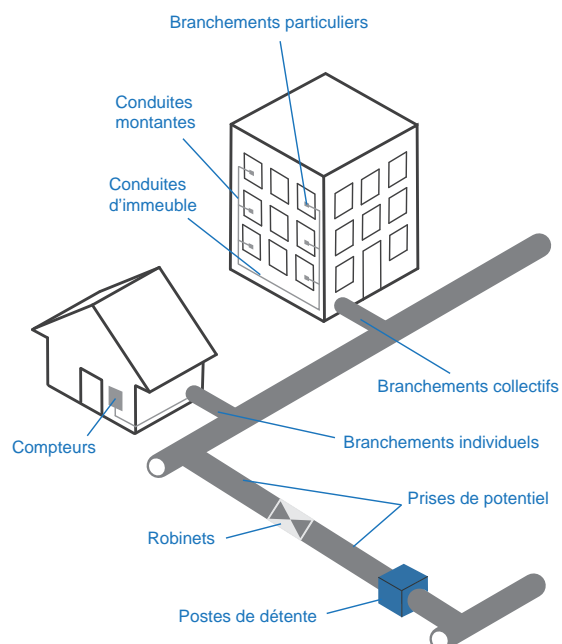 Branchements particuliers
Conduites
montantes
Conduites
d'immeuble
Branchements collectifs
Compteurs
Branchements individuels
Prises de potentiel
Robinets
Postes de détente